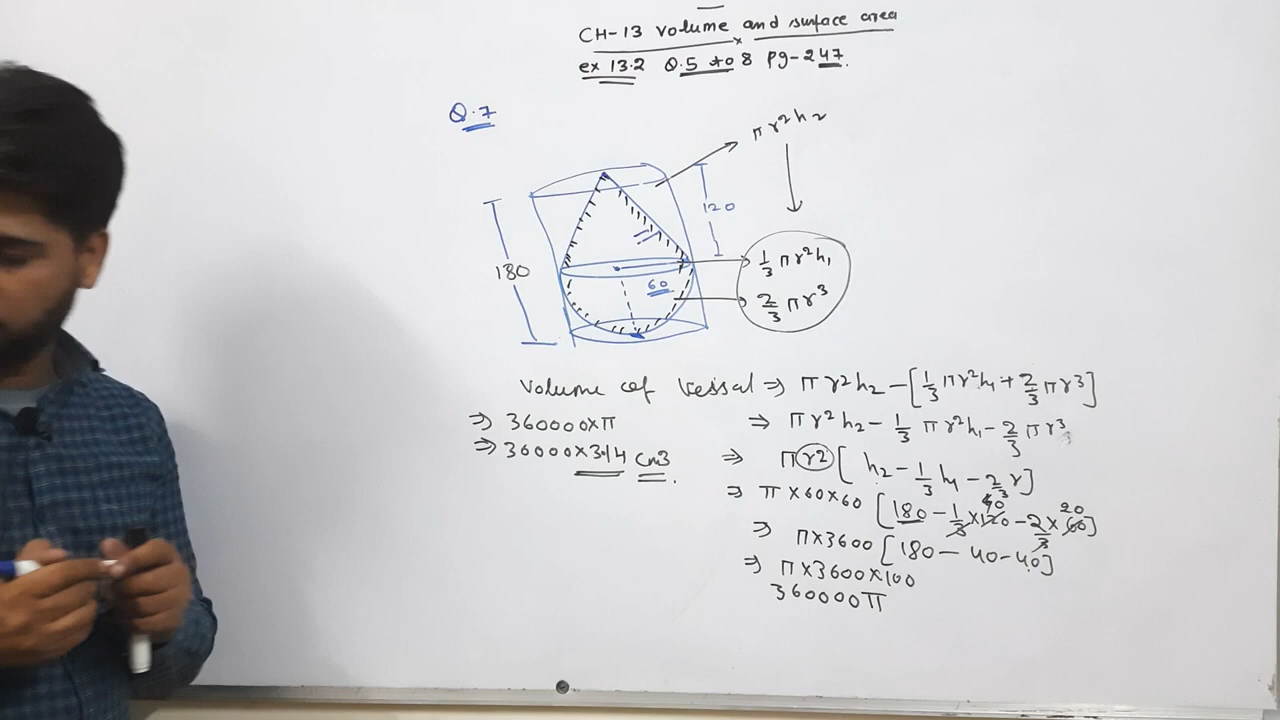 CH-13 Volume and surface area
ex 13.2 Q.5 to 8 pg-247.
Q.7
πr²h₂
120
180
1/3 πr²h₁
60
2/3 πr³
Volume of Vessal ⇒ πr²h₂ - [1/3 πr²h₁ + 2/3 πr³]
⇒ 360000×π
⇒ πr²h₂ - 1/3 πr²h₁ - 2/3 πr³
⇒ 36000×3.14 cm3.
⇒ πr2 [h₂ - 1/3 h₁ - 2/3 r]
⇒ π×60×60 [180 - 1/3×120 - 2/3×60]
40 20
⇒ π×3600 [180 - 40 - 40]
⇒ π×3600×100
360000π